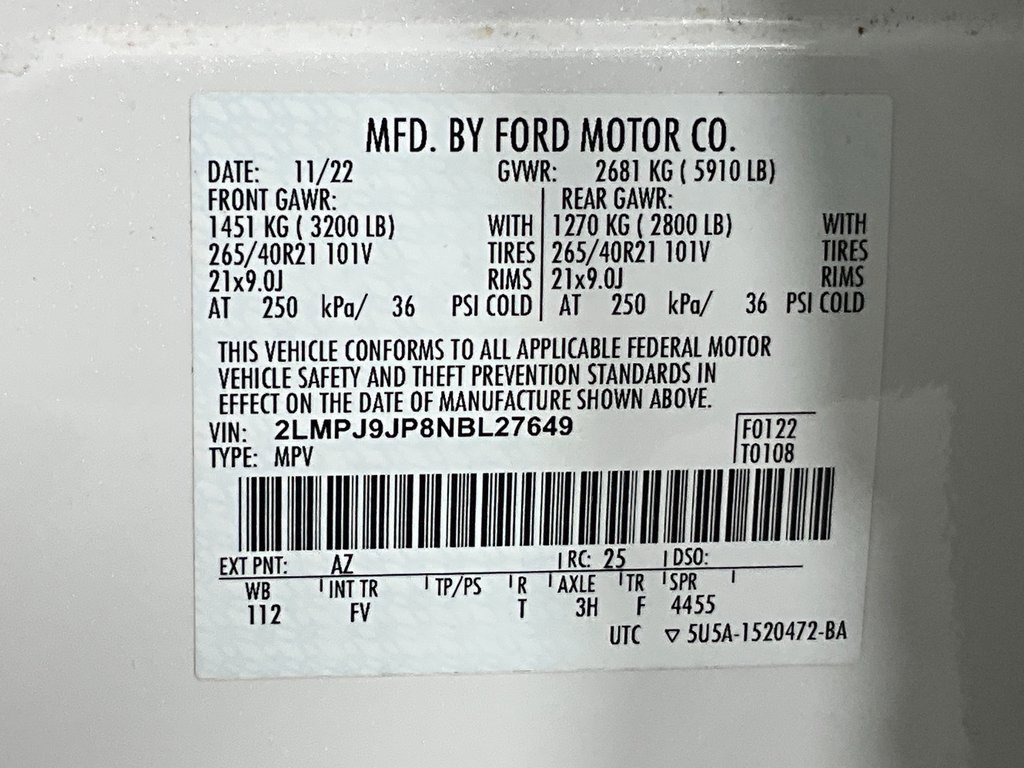 MFD. BY FORD MOTOR CO.
DATE: 11/22 GVWR: 2681 KG ( 5910 LB)
FRONT GAWR: REAR GAWR:
1451 KG ( 3200 LB) WITH 1270 KG ( 2800 LB) WITH
265/40R21 101V TIRES 265/40R21 101V TIRES
21x9.0J RIMS 21x9.0J RIMS
AT 250 kPa/ 36 PSI COLD AT 250 kPa/ 36 PSI COLD
THIS VEHICLE CONFORMS TO ALL APPLICABLE FEDERAL MOTOR
VEHICLE SAFETY AND THEFT PREVENTION STANDARDS IN
EFFECT ON THE DATE OF MANUFACTURE SHOWN ABOVE.
VIN: 2LMPJ9JP8NBL27649 F0122
TYPE: MPV T0108
EXT PNT: AZ RC: 25 DSO:
WB INT TR TP/PS R AXLE TR SPR
112 FV T 3H F 4455
UTC ▽ 5U5A-1520472-BA